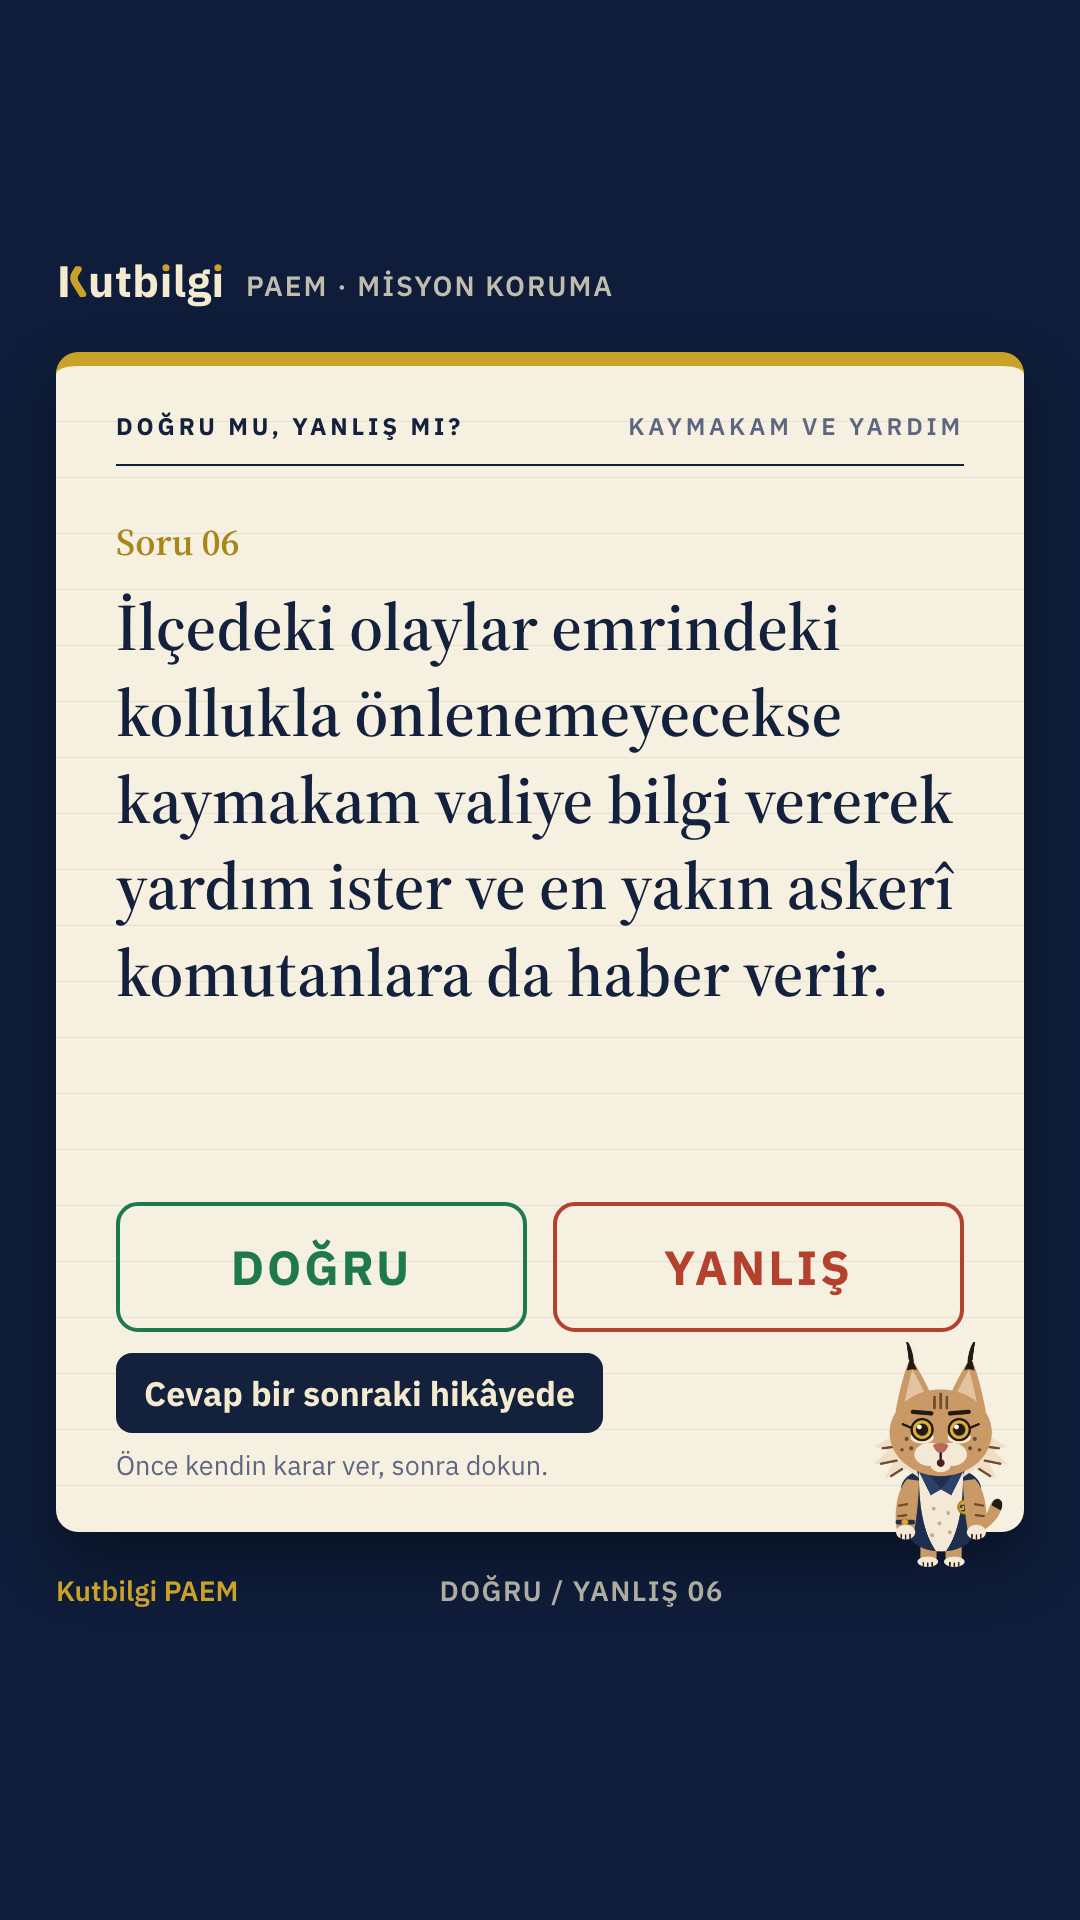 Kutbilgi PAEM · MİSYON KORUMA
DOĞRU MU, YANLIŞ MI? KAYMAKAM VE YARDIM
Soru 06
İlçedeki olaylar emrindeki
kollukla önlenemeyecekse
kaymakam valiye bilgi vererek
yardım ister ve en yakın askerî
komutanlara da haber verir.
DOĞRU YANLIŞ
Cevap bir sonraki hikâyede
Önce kendin karar ver, sonra dokun.
Kutbilgi PAEM DOĞRU / YANLIŞ 06